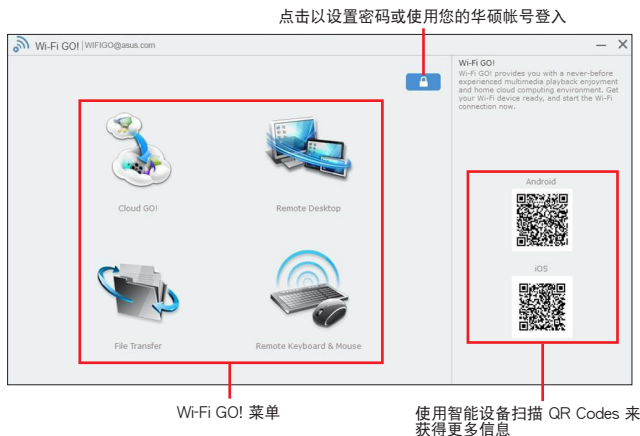 点击以设置密码或使用您的华硕帐号登入
Wi-Fi GO! WIFIGO@asus.com
Wi-Fi GO!
Wi-Fi GO! provides you with a never-before
experienced multimedia playback enjoyment
and home cloud computing environment. Get
your Wi-Fi device ready, and start the Wi-Fi
connection now.
Cloud GO!
Remote Desktop
Android
iOS
File Transfer
Remote Keyboard & Mouse
Wi-Fi GO! 菜单
使用智能设备扫描 QR Codes 来
获得更多信息